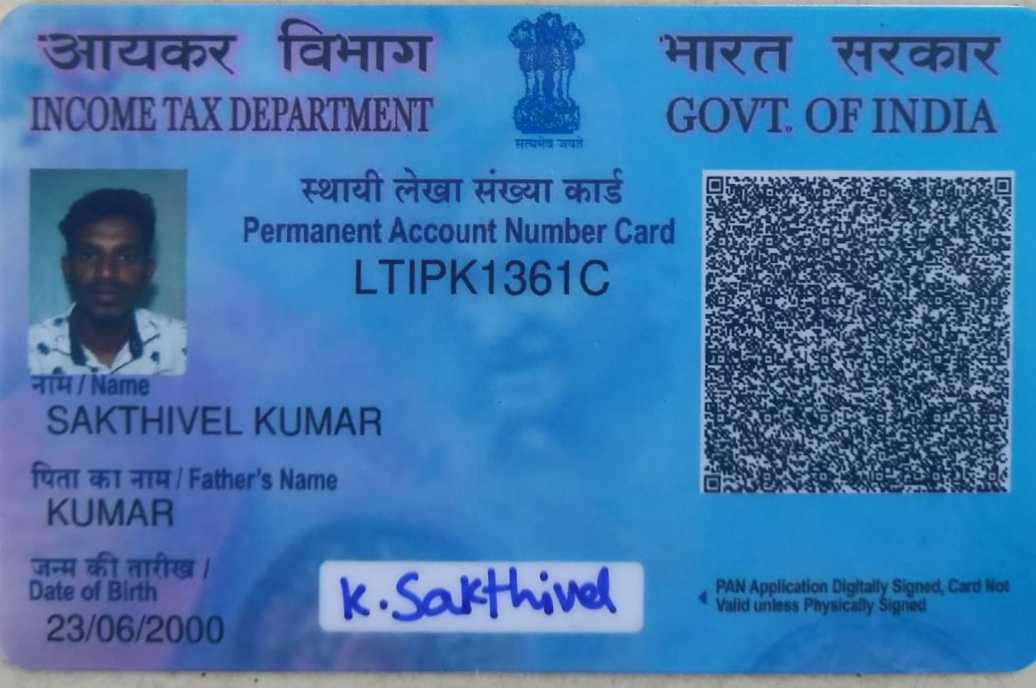 आयकर विभाग
INCOME TAX DEPARTMENT
सत्यमेव जयते
भारत सरकार
GOVT. OF INDIA
स्थायी लेखा संख्या कार्ड
Permanent Account Number Card
LTIPK1361C
नाम / Name
SAKTHIVEL KUMAR
पिता का नाम / Father's Name
KUMAR
जन्म की तारीख /
Date of Birth
23/06/2000
K. Sakthivel
PAN Application Digitally Signed, Card Not
Valid unless Physically Signed